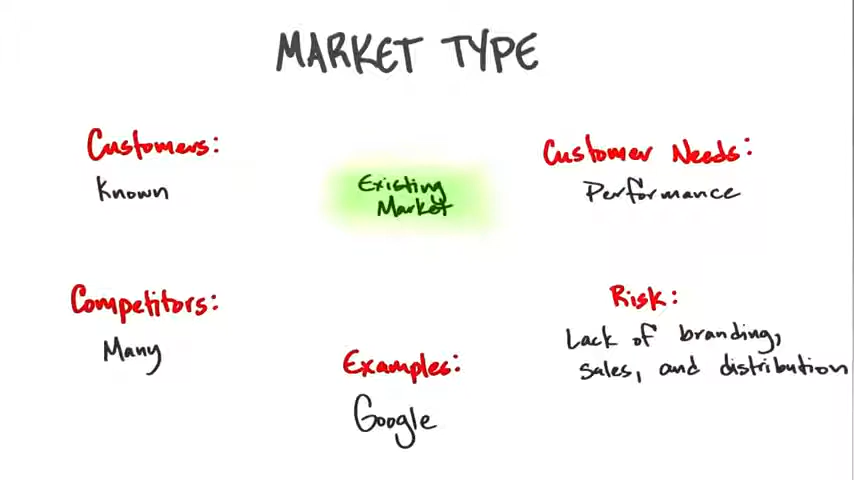 MARKET TYPE
Customers:
Known
Existing
Market
Customer Needs:
Performance
Competitors:
Many
Examples:
Google
Risk:
Lack of branding,
sales, and distribution